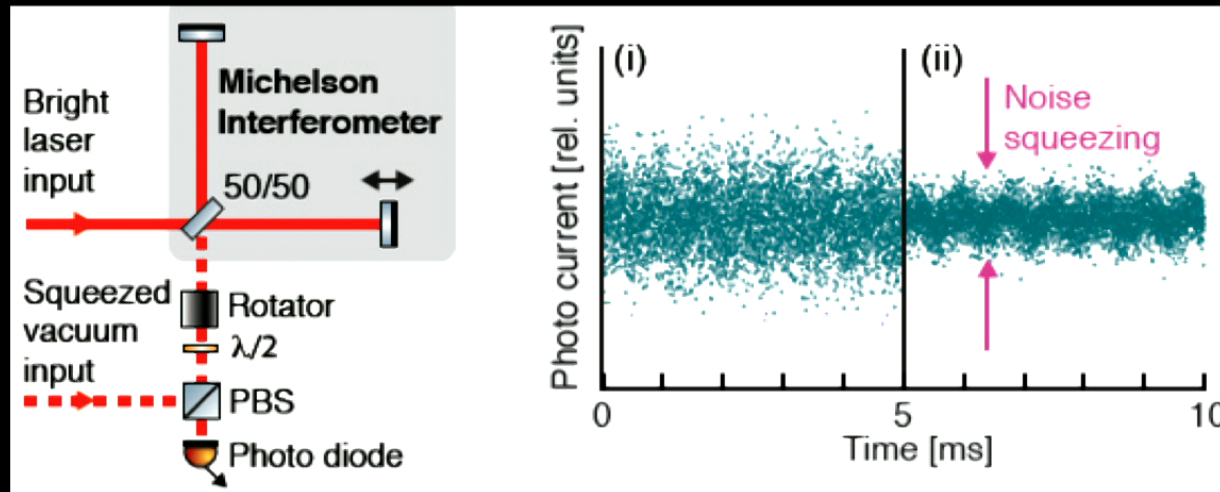 Bright
laser
input
Michelson
Interferometer
50/50
Squeezed
vacuum
input
Rotator
λ/2
PBS
Photo diode
Photo current [rel. units]
(i)
(ii)
Noise
squeezing
0
5
10
Time [ms]